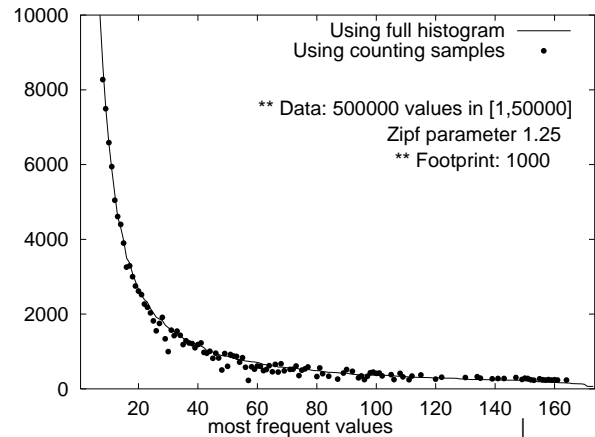 10000
Using full histogram
Using counting samples
8000
** Data: 500000 values in [1,50000]
Zipf parameter 1.25
6000
** Footprint: 1000
4000
2000
0
20 40 60 80 100 120 140 160
most frequent values |